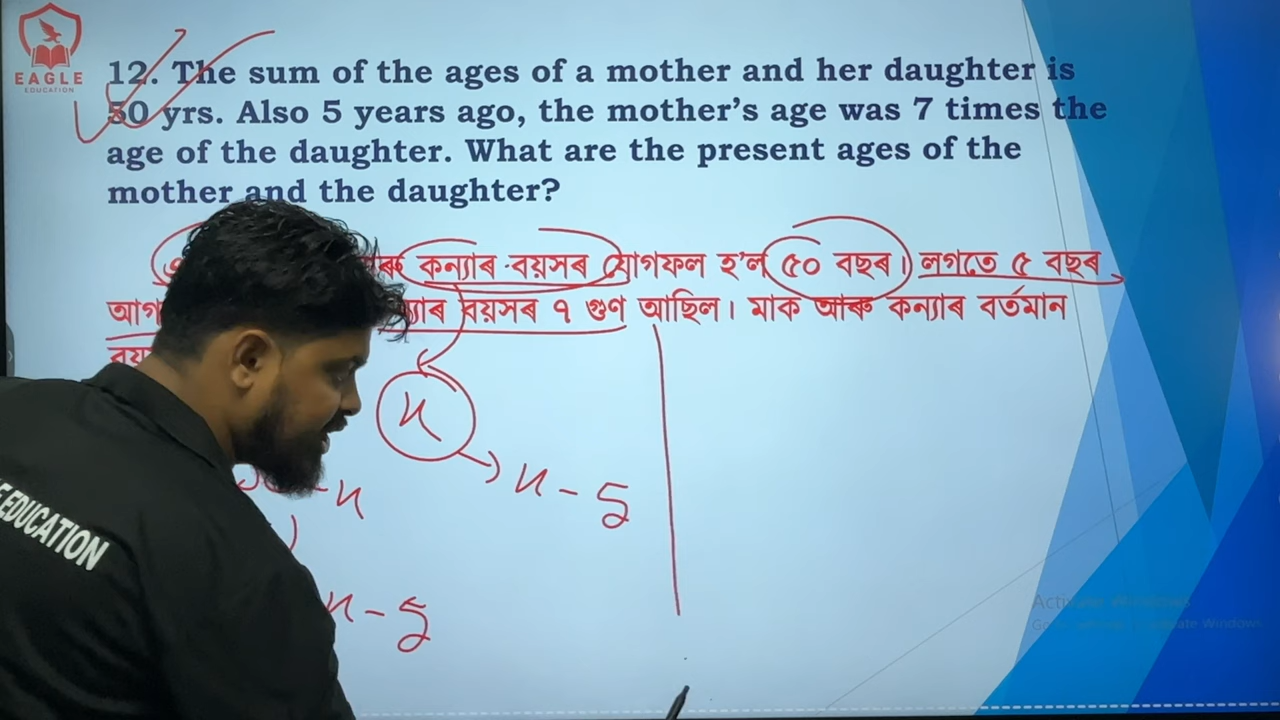 EAGLE
EDUCATION
12. The sum of the ages of a mother and her daughter is
50 yrs. Also 5 years ago, the mother's age was 7 times the
age of the daughter. What are the present ages of the
mother and the daughter?
কন্যাৰ বয়সৰ যোগফল হ'ল ৫০ বছৰ। লগতে ৫ বছৰ
আগ বয়সৰ ৭ গুণ আছিল। মাক আৰু কন্যাৰ বৰ্তমান
x
x - 5
- x
x - 5
EDUCATION
Activate Windows